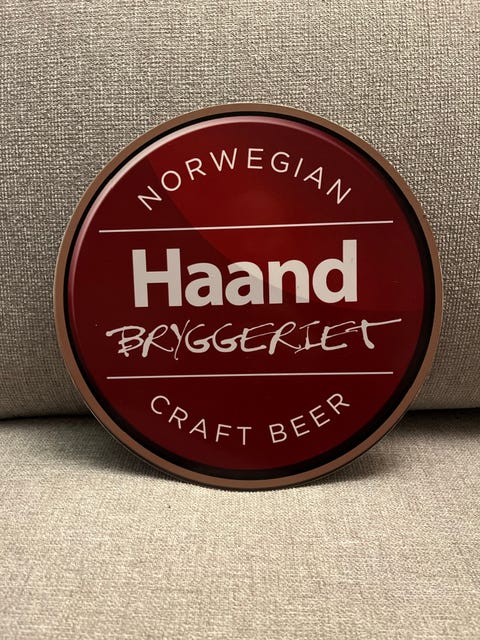 NORWEGIAN
Haand
BRYGGERIET
CRAFT BEER